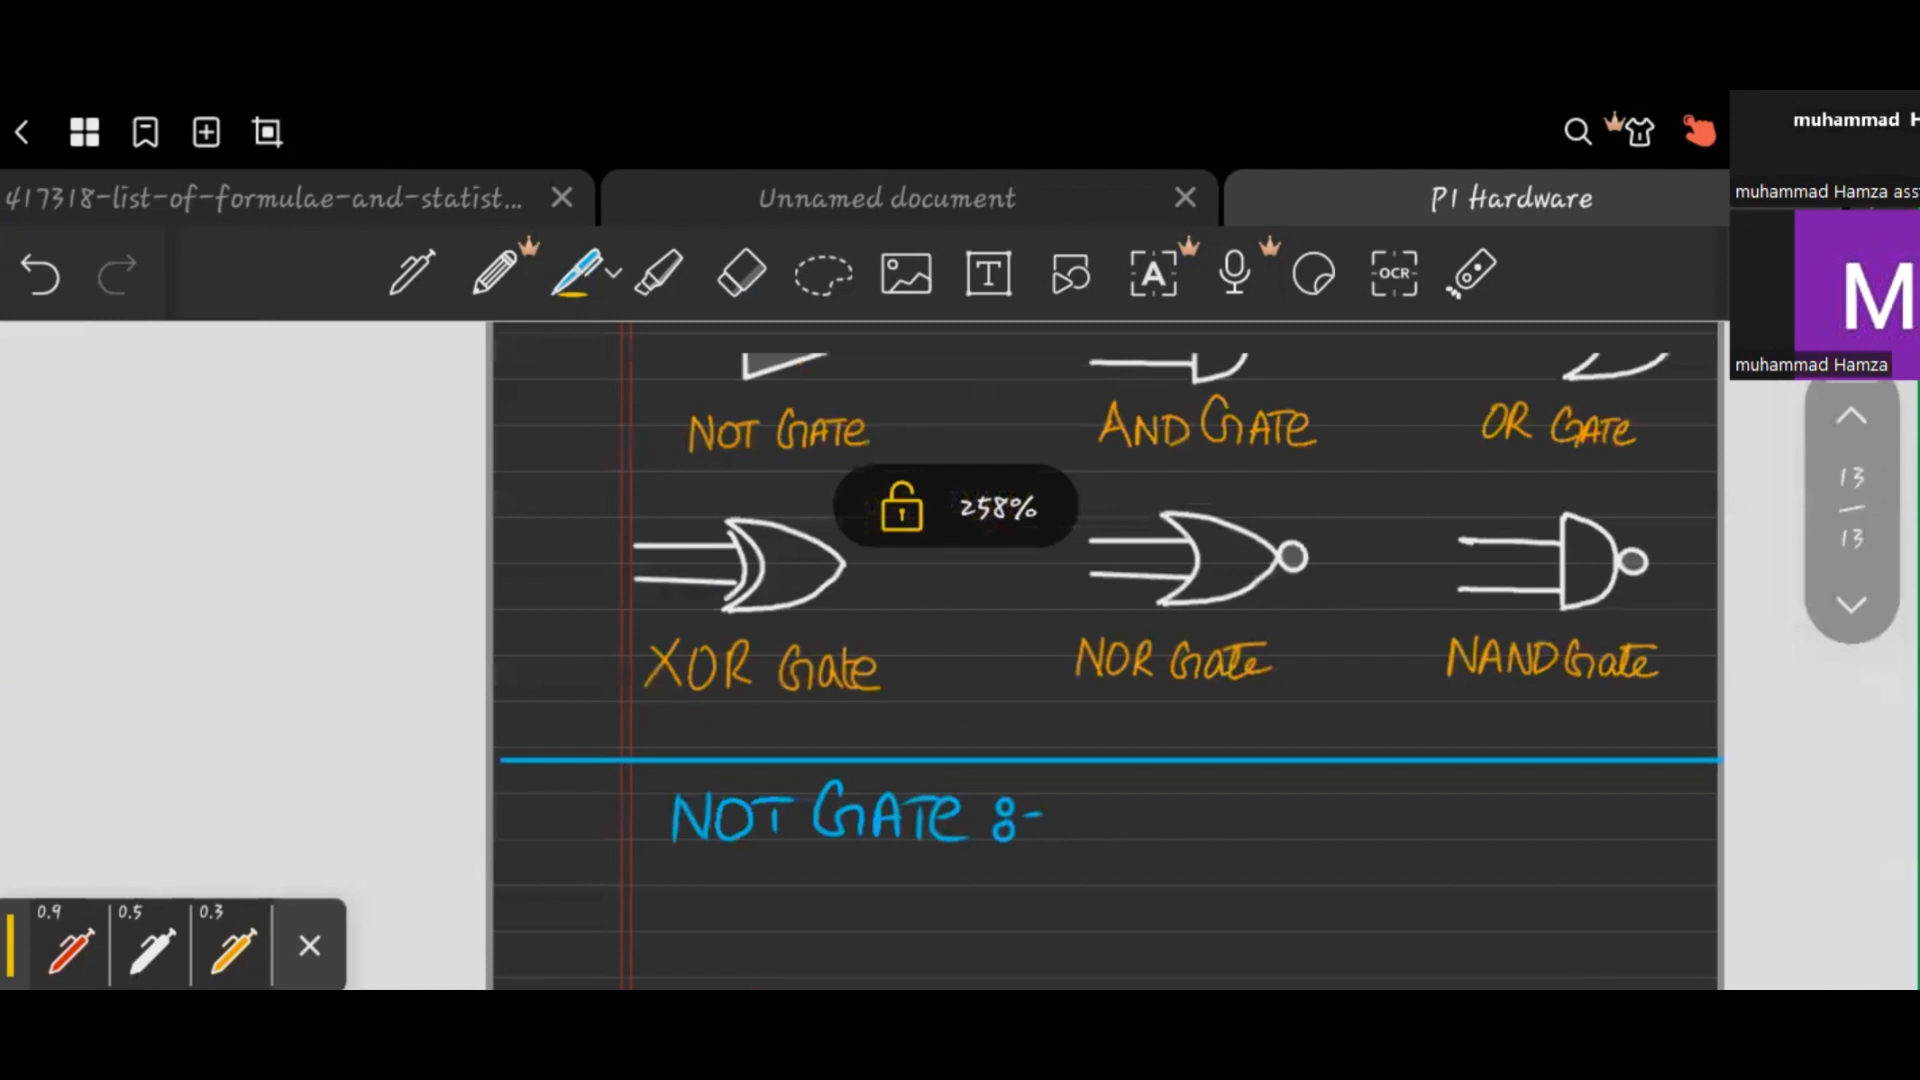 muhammad H
muhammad Hamza ass
417318-list-of-formulae-and-statist...
Unnamed document
P1 Hardware
T
A
OCR
M
muhammad Hamza
NOT GATE
AND GATE
OR GATE
258%
13
13
XOR Gate
NOR Gate
NAND Gate
NOT GATE :-
0.9
0.5
0.3